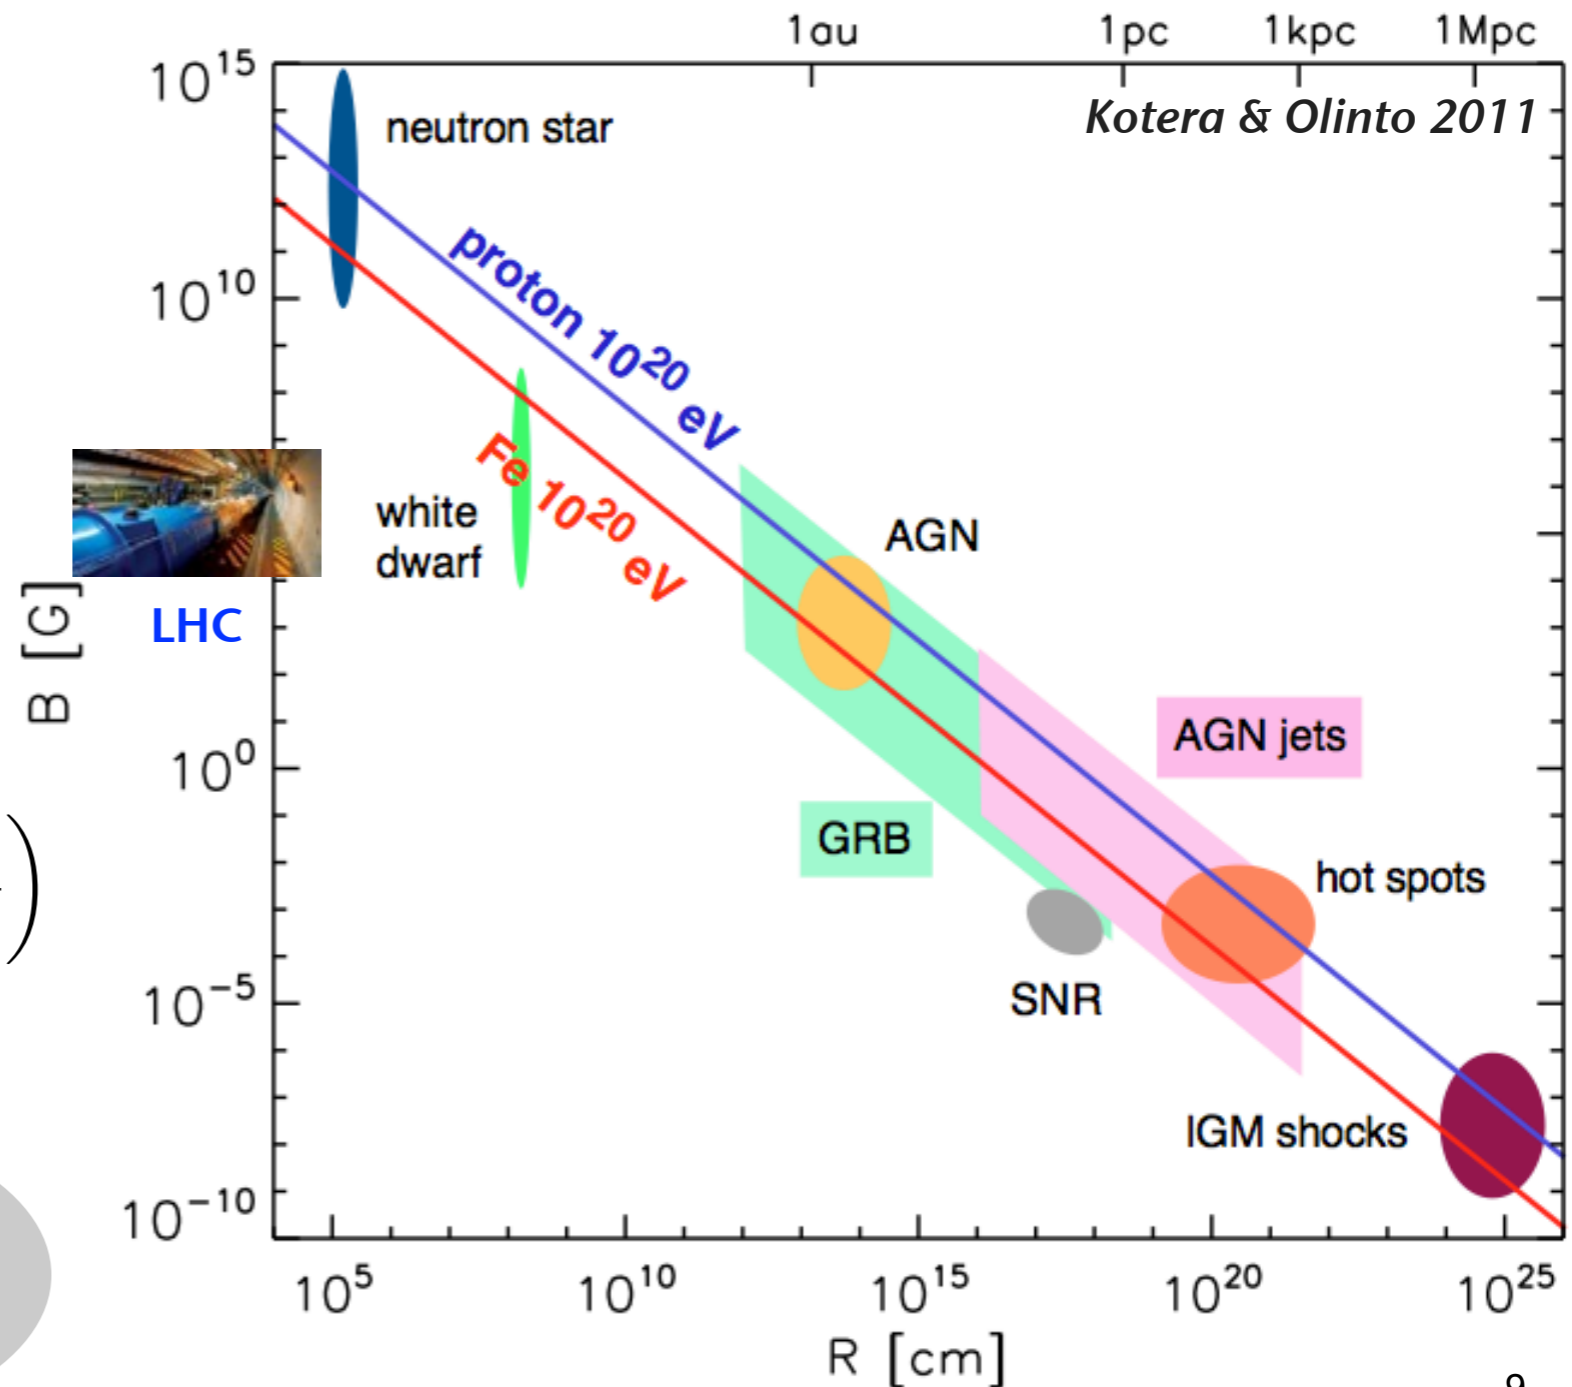 1au 1pc 1kpc 1Mpc
10^15
Kotera & Olinto 2011
neutron star
proton 10^20 eV
10^10
Fe 10^20 eV
white
dwarf
AGN
LHC
B [G]
AGN jets
10^0
GRB
)
hot spots
SNR
10^-5
IGM shocks
10^-10
10^5 10^10 10^15 10^20 10^25
R [cm]